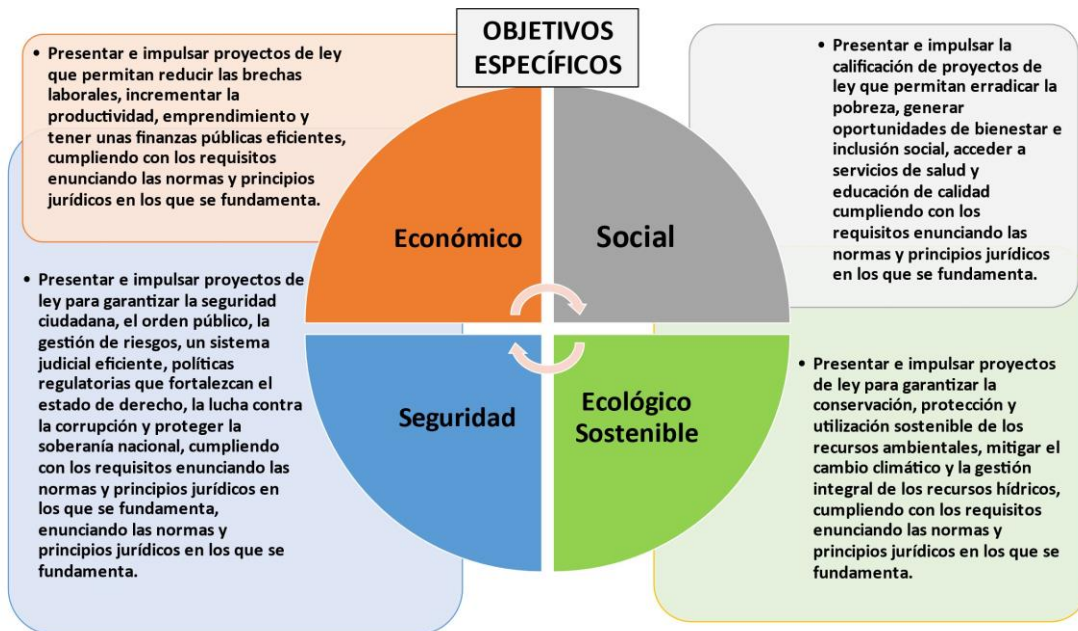 OBJETIVOS
ESPECÍFICOS
• Presentar e impulsar proyectos de ley
que permitan reducir las brechas
laborales, incrementar la
productividad, emprendimiento y
tener unas finanzas públicas eficientes,
cumpliendo con los requisitos
enunciando las normas y principios
jurídicos en los que se fundamenta.
Económico
• Presentar e impulsar la
calificación de proyectos de
ley que permitan erradicar la
pobreza, generar
oportunidades de bienestar e
inclusión social, acceder a
servicios de salud y
educación de calidad
cumpliendo con los
requisitos enunciando las
normas y principios jurídicos
en los que se fundamenta.
Social
• Presentar e impulsar proyectos de
ley para garantizar la seguridad
ciudadana, el orden público, la
gestión de riesgos, un sistema
judicial eficiente, políticas
regulatorias que fortalezcan el
estado de derecho, la lucha contra
la corrupción y proteger la
soberanía nacional, cumpliendo
con los requisitos enunciando las
normas y principios jurídicos en
los que se fundamenta,
enunciando las normas y
principios jurídicos en los que se
fundamenta.
Seguridad
• Presentar e impulsar proyectos
de ley para garantizar la
conservación, protección y
utilización sostenible de los
recursos ambientales, mitigar el
cambio climático y la gestión
integral de los recursos hídricos,
cumpliendo con los requisitos
enunciando las normas y
principios jurídicos en los que se
fundamenta.
Ecológico
Sostenible